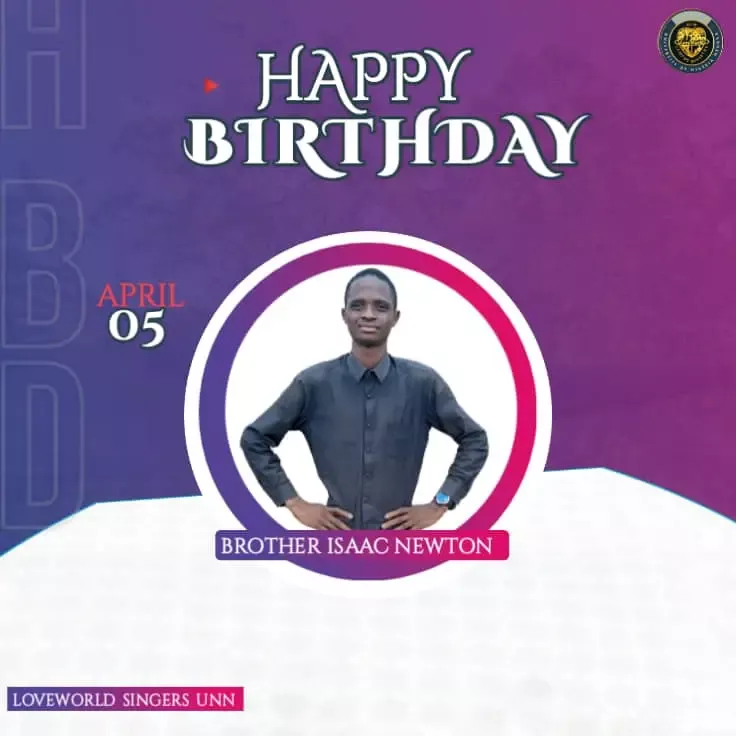 HAPPY
BIRTHDAY
HBD
APRIL
05
BROTHER ISAAC NEWTON
LOVEWORLD SINGERS UNN